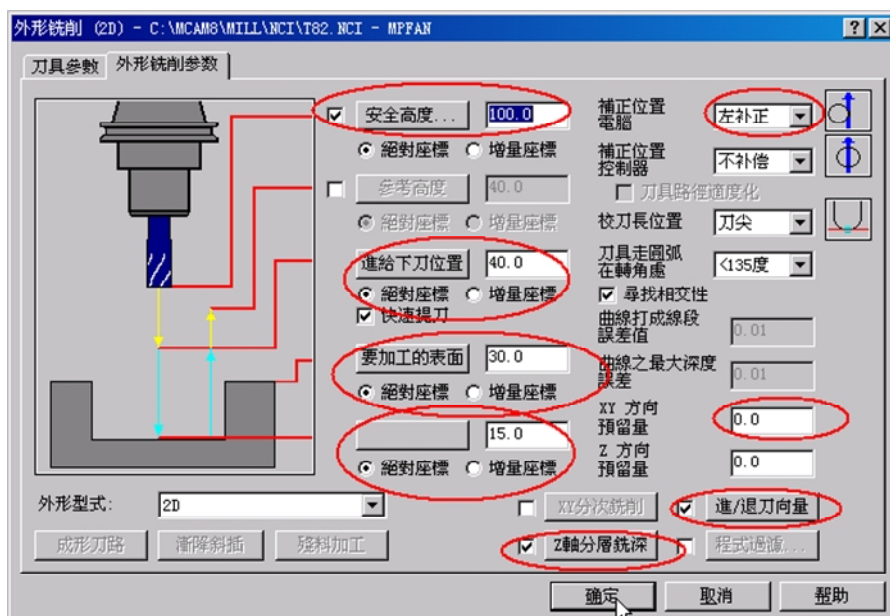 外形铣削 (2D) - C:\MCAM8\MILL\NCI\T82.NCI - MPFAN
刀具參數 外形铣削参数
安全高度... 100.0
絕對座標 增量座標
參考高度 40.0
絕對座標 增量座標
進給下刀位置 40.0
絕對座標 增量座標
快速提刀
要加工的表面 30.0
絕對座標 增量座標
15.0
絕對座標 增量座標
補正位置
電腦 左补正
補正位置
控制器 不补偿
刀具路徑適度化
校刀長位置 刀尖
刀具走圓弧
在轉角處 <135度
尋找相交性
曲線打成線段
誤差值 0.01
曲線之最大深度
誤差 0.01
XY 方向
預留量 0.0
Z 方向
預留量 0.0
外形型式: 2D
XY分次銑削 進/退刀向量
成形刀路 漸降斜插 殘料加工 Z軸分層銑深 程式過濾...
确定 取消 帮助